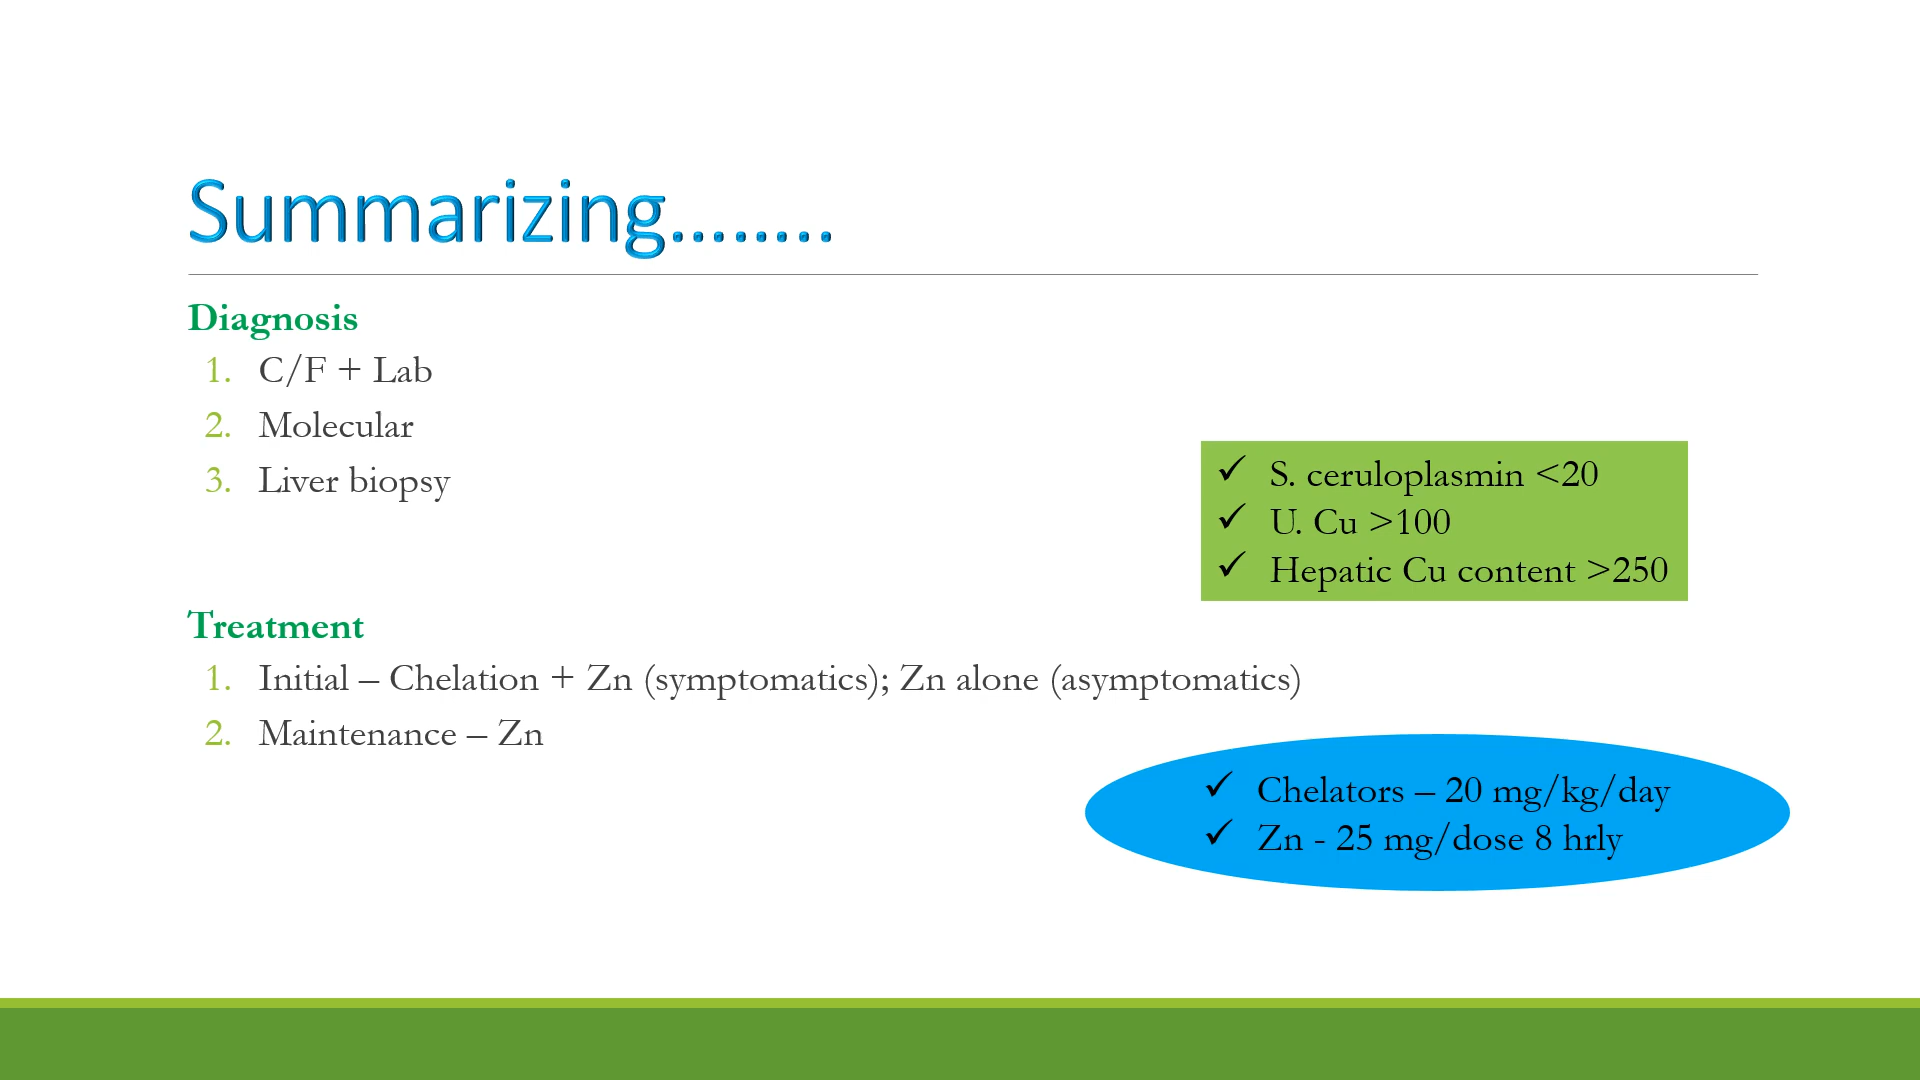 Summarizing........
Diagnosis
1. C/F + Lab
2. Molecular
3. Liver biopsy
✓ S. ceruloplasmin <20
✓ U. Cu >100
✓ Hepatic Cu content >250
Treatment
1. Initial – Chelation + Zn (symptomatics); Zn alone (asymptomatics)
2. Maintenance – Zn
✓ Chelators – 20 mg/kg/day
✓ Zn - 25 mg/dose 8 hrly